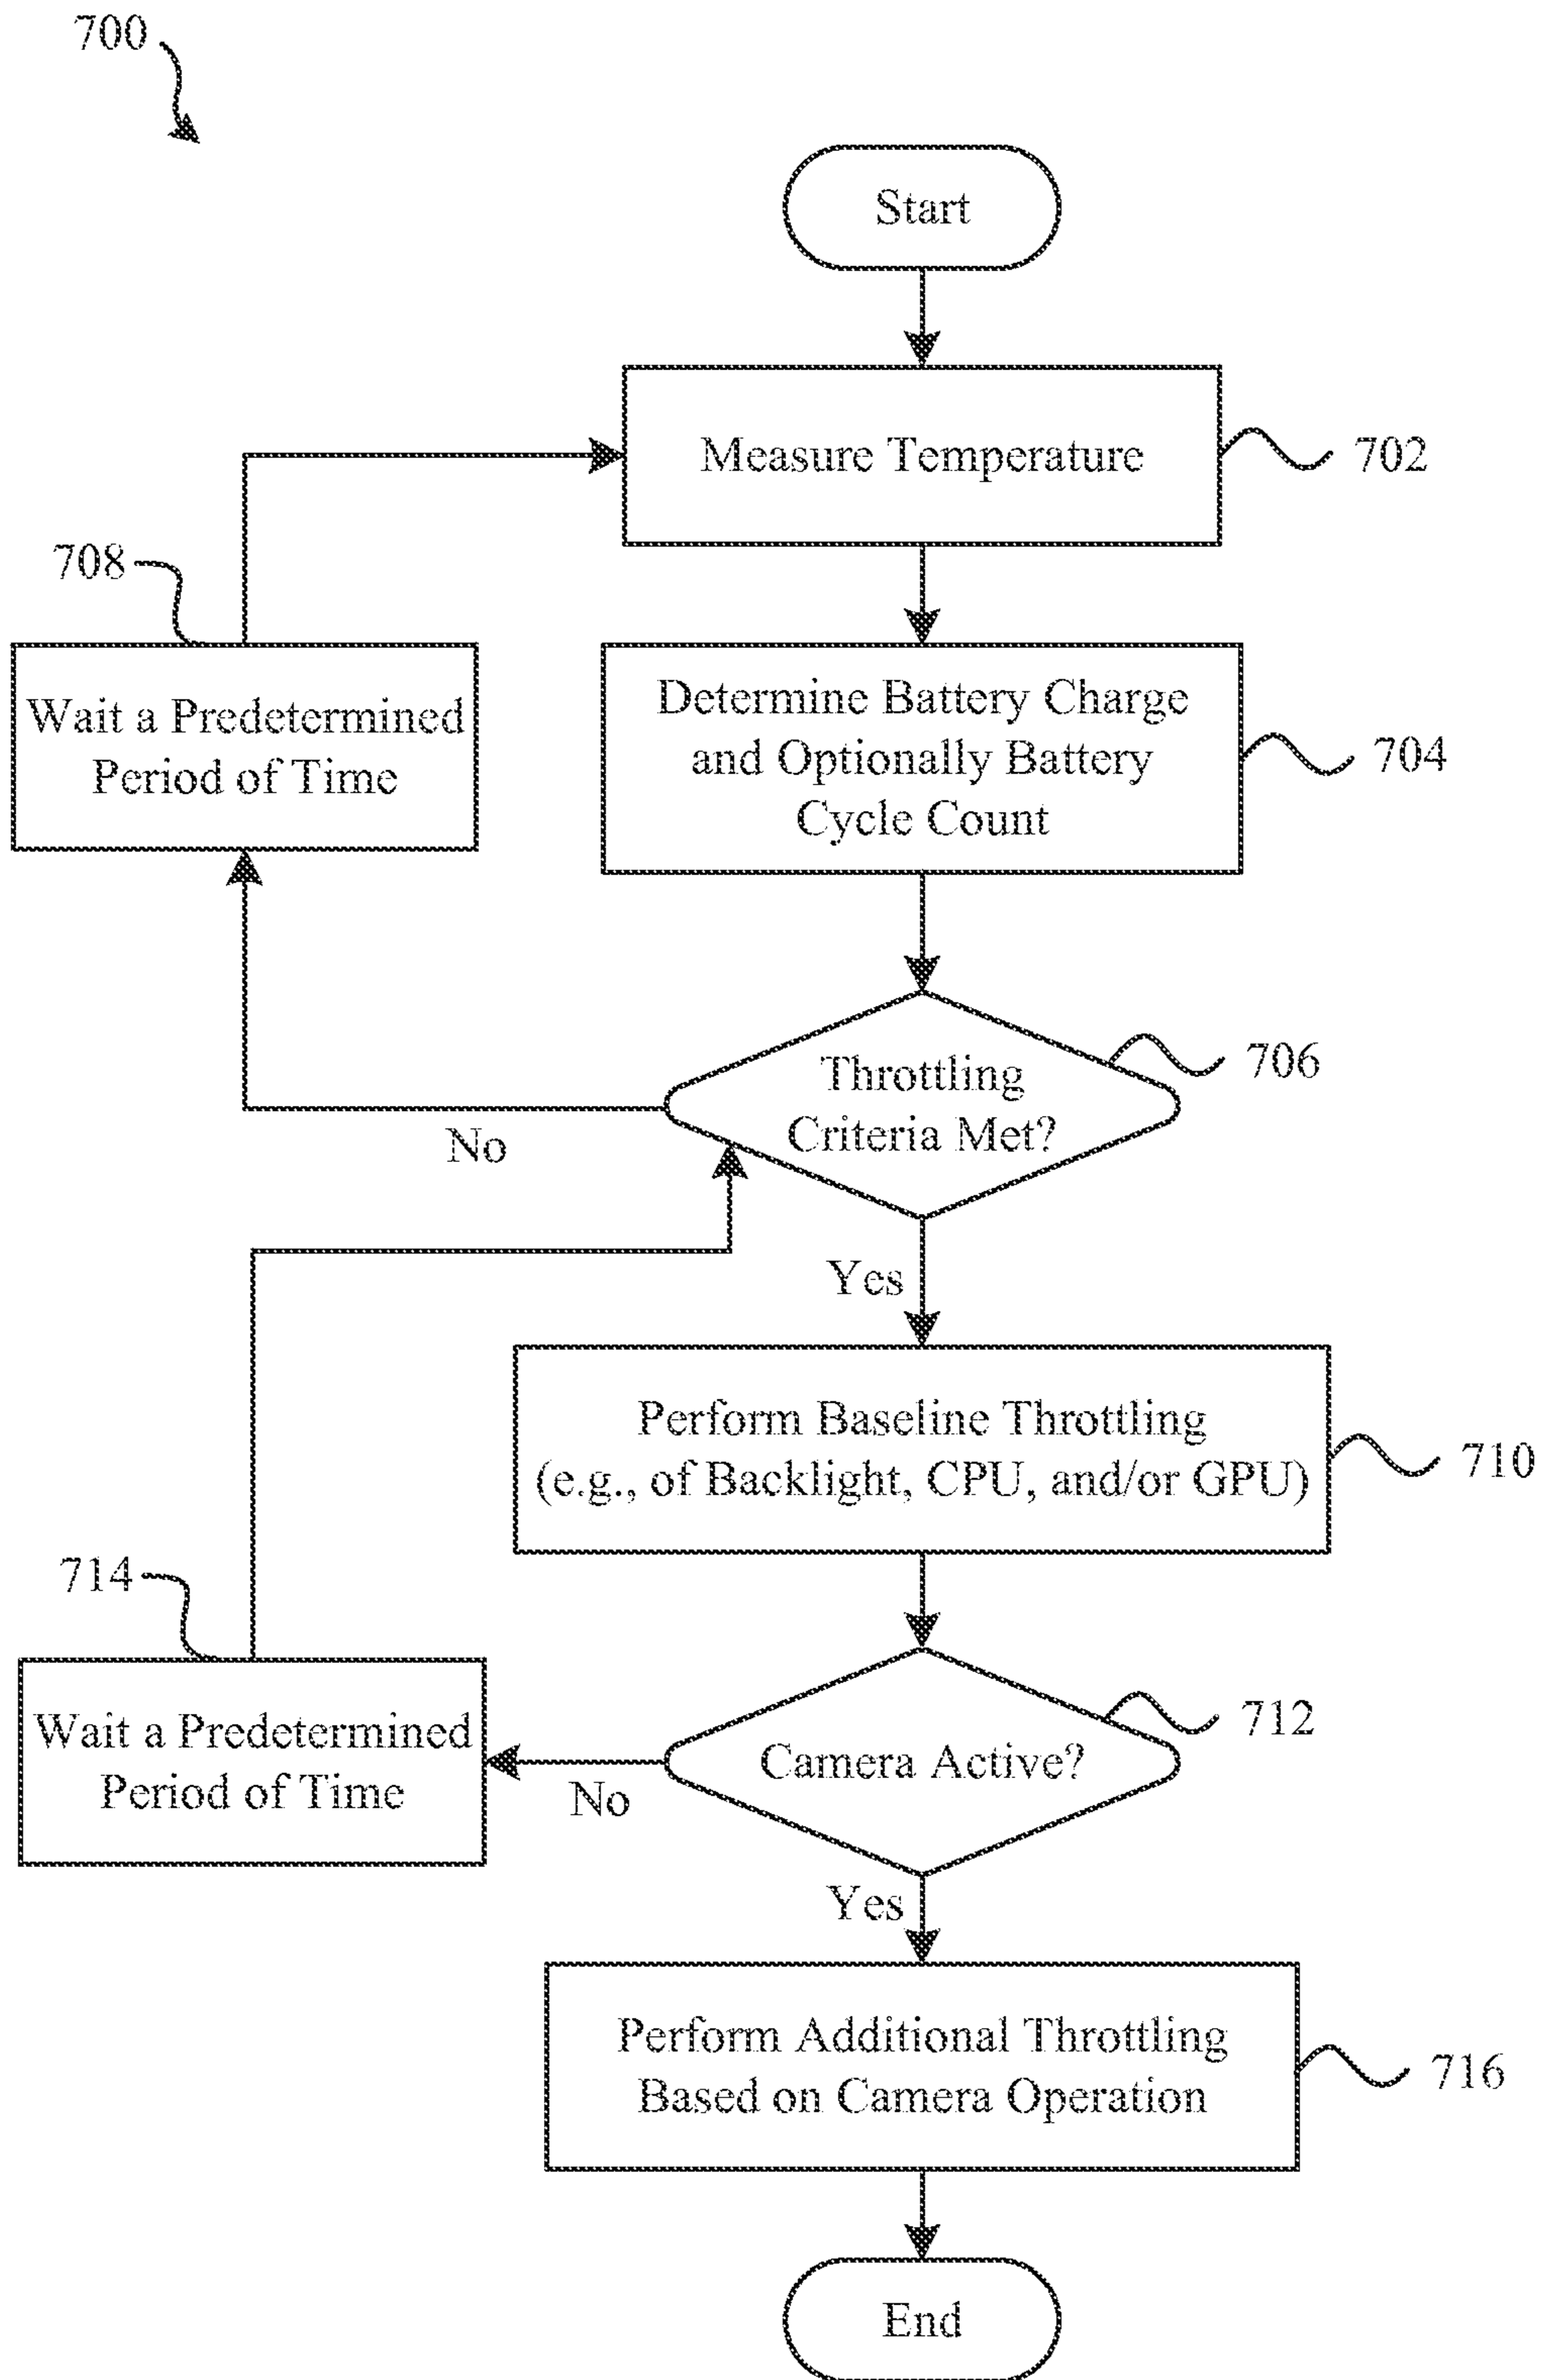 700
Start
Measure Temperature
702
708
Wait a Predetermined
Period of Time
Determine Battery Charge
and Optionally Battery
Cycle Count
704
Throttling
Criteria Met?
706
No
Yes
Perform Baseline Throttling
(e.g., of Backlight, CPU, and/or GPU)
710
714
Wait a Predetermined
Period of Time
Camera Active?
712
No
Yes
Perform Additional Throttling
Based on Camera Operation
716
End